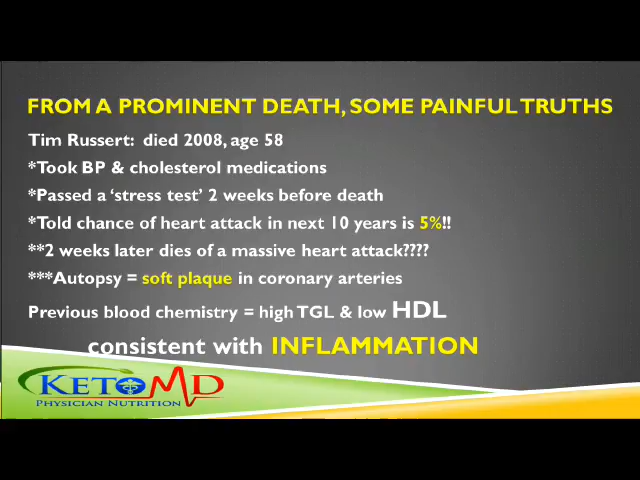 FROM A PROMINENT DEATH, SOME PAINFUL TRUTHS
Tim Russert: died 2008, age 58
*Took BP & cholesterol medications
*Passed a ‘stress test’ 2 weeks before death
*Told chance of heart attack in next 10 years is 5%!!
**2 weeks later dies of a massive heart attack????
***Autopsy = soft plaque in coronary arteries
Previous blood chemistry = high TGL & low HDL
consistent with INFLAMMATION
KETOMD
PHYSICIAN NUTRITION